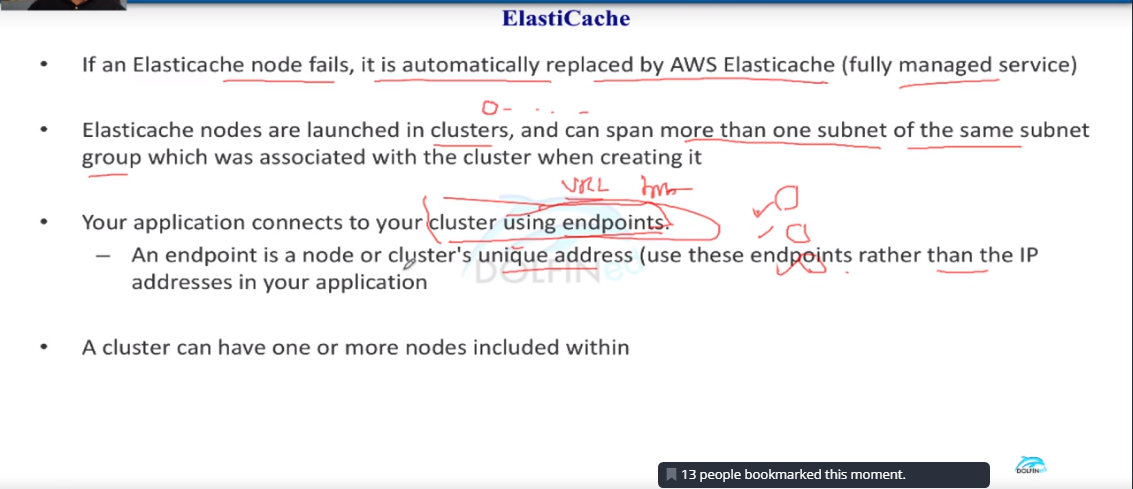 ElastiCache
• If an Elasticache node fails, it is automatically replaced by AWS Elasticache (fully managed service)
• Elasticache nodes are launched in clusters, and can span more than one subnet of the same subnet
group which was associated with the cluster when creating it
URL
• Your application connects to your cluster using endpoints.
– An endpoint is a node or cluster's unique address (use these endpoints rather than the IP
addresses in your application
DOLFINed
• A cluster can have one or more nodes included within
13 people bookmarked this moment.
DOLFINed